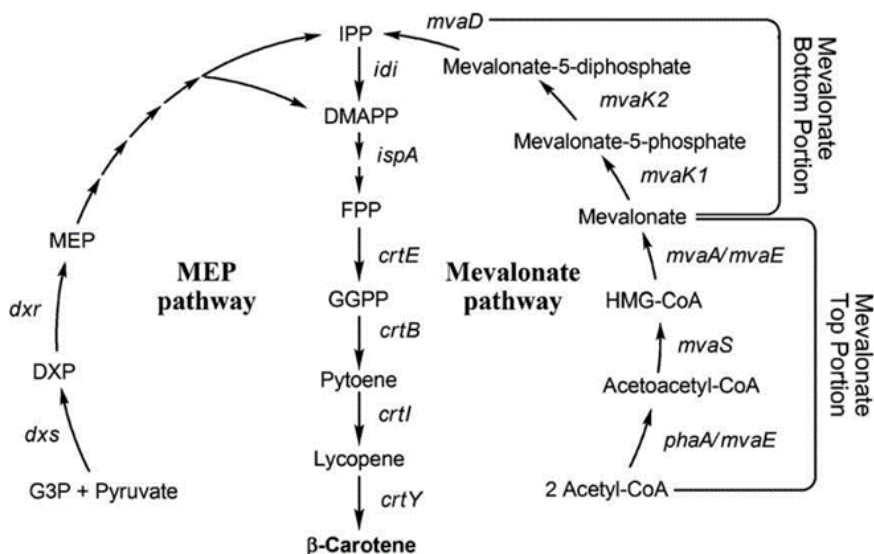 IPP
idi
DMAPP
ispA
FPP
crtE
GGPP
crtB
Pytoene
crtI
Lycopene
crtY
β-Carotene
MEP
pathway
MEP
dxr
DXP
dxs
G3P + Pyruvate
Mevalonate
pathway
mvaD
Mevalonate-5-diphosphate
mvaK2
Mevalonate-5-phosphate
mvaK1
Mevalonate
mvaA/mvaE
HMG-CoA
mvaS
Acetoacetyl-CoA
phaA/mvaE
2 Acetyl-CoA
Mevalonate
Bottom Portion
Mevalonate
Top Portion